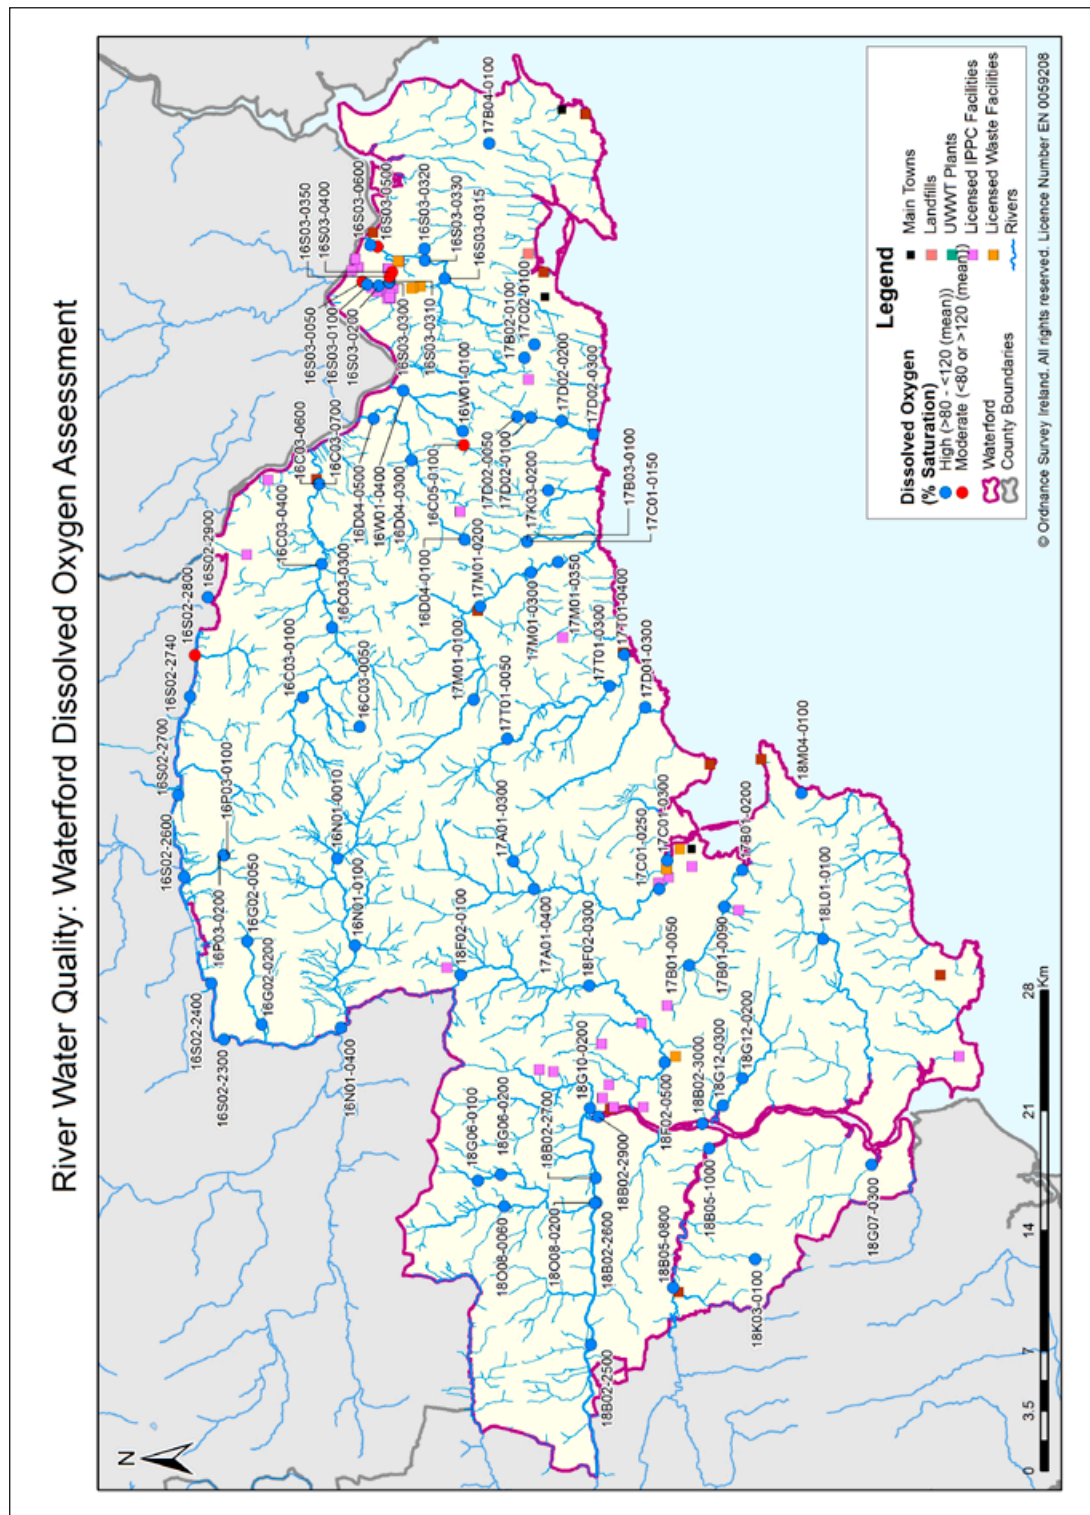 River Water Quality: Waterford Dissolved Oxygen Assessment
N
16S02-2300
16S02-2400
16P03-0200
16S02-2600
16S02-2700
16S02-2740
16S02-2800
16S02-2900
16G02-0200
16G02-0050
16P03-0100
16N01-0400
16N01-0100
16N01-0010
16C03-0050
16C03-0100
16C03-0300
16C03-0400
16C03-0600
16C03-0700
16D04-0500
16W01-0400
16D04-0300
16C05-0100
16W01-0100
16D04-0100
16S03-0050
16S03-0100
16S03-0200
16S03-0300
16S03-0310
16S03-0350
16S03-0400
16S03-0600
16S03-0500
16S03-0320
16S03-0330
16S03-0315
17B04-0100
17B02-0100
17C02-0100
17D02-0050
17D02-0100
17D02-0200
17D02-0300
17K03-0200
17B03-0100
17C01-0150
17M01-0100
17M01-0200
17M01-0300
17M01-0350
17T01-0050
17T01-0300
17T01-0400
17D01-0300
17A01-0300
17A01-0400
18F02-0100
18F02-0300
17C01-0250
17C01-0300
17B01-0050
17B01-0090
17B01-0200
18M04-0100
18L01-0100
18G06-0100
18G06-0200
18O08-0060
18O08-0200
18B02-2700
18G10-0200
18B02-2500
18B02-2600
18B02-2900
18F02-0500
18B02-3000
18G12-0300
18G12-0200
18B05-0800
18B05-1000
18K03-0100
18G07-0300
Legend
Dissolved Oxygen
(% Saturation)
High (>80 - <120 (mean))
Moderate (<80 or >120 (mean))
Waterford
County Boundaries
Main Towns
Landfills
UWWT Plants
Licensed IPPC Facilities
Licensed Waste Facilities
Rivers
0 3.5 7 14 21 28
Km
© Ordnance Survey Ireland. All rights reserved. Licence Number EN 0059208